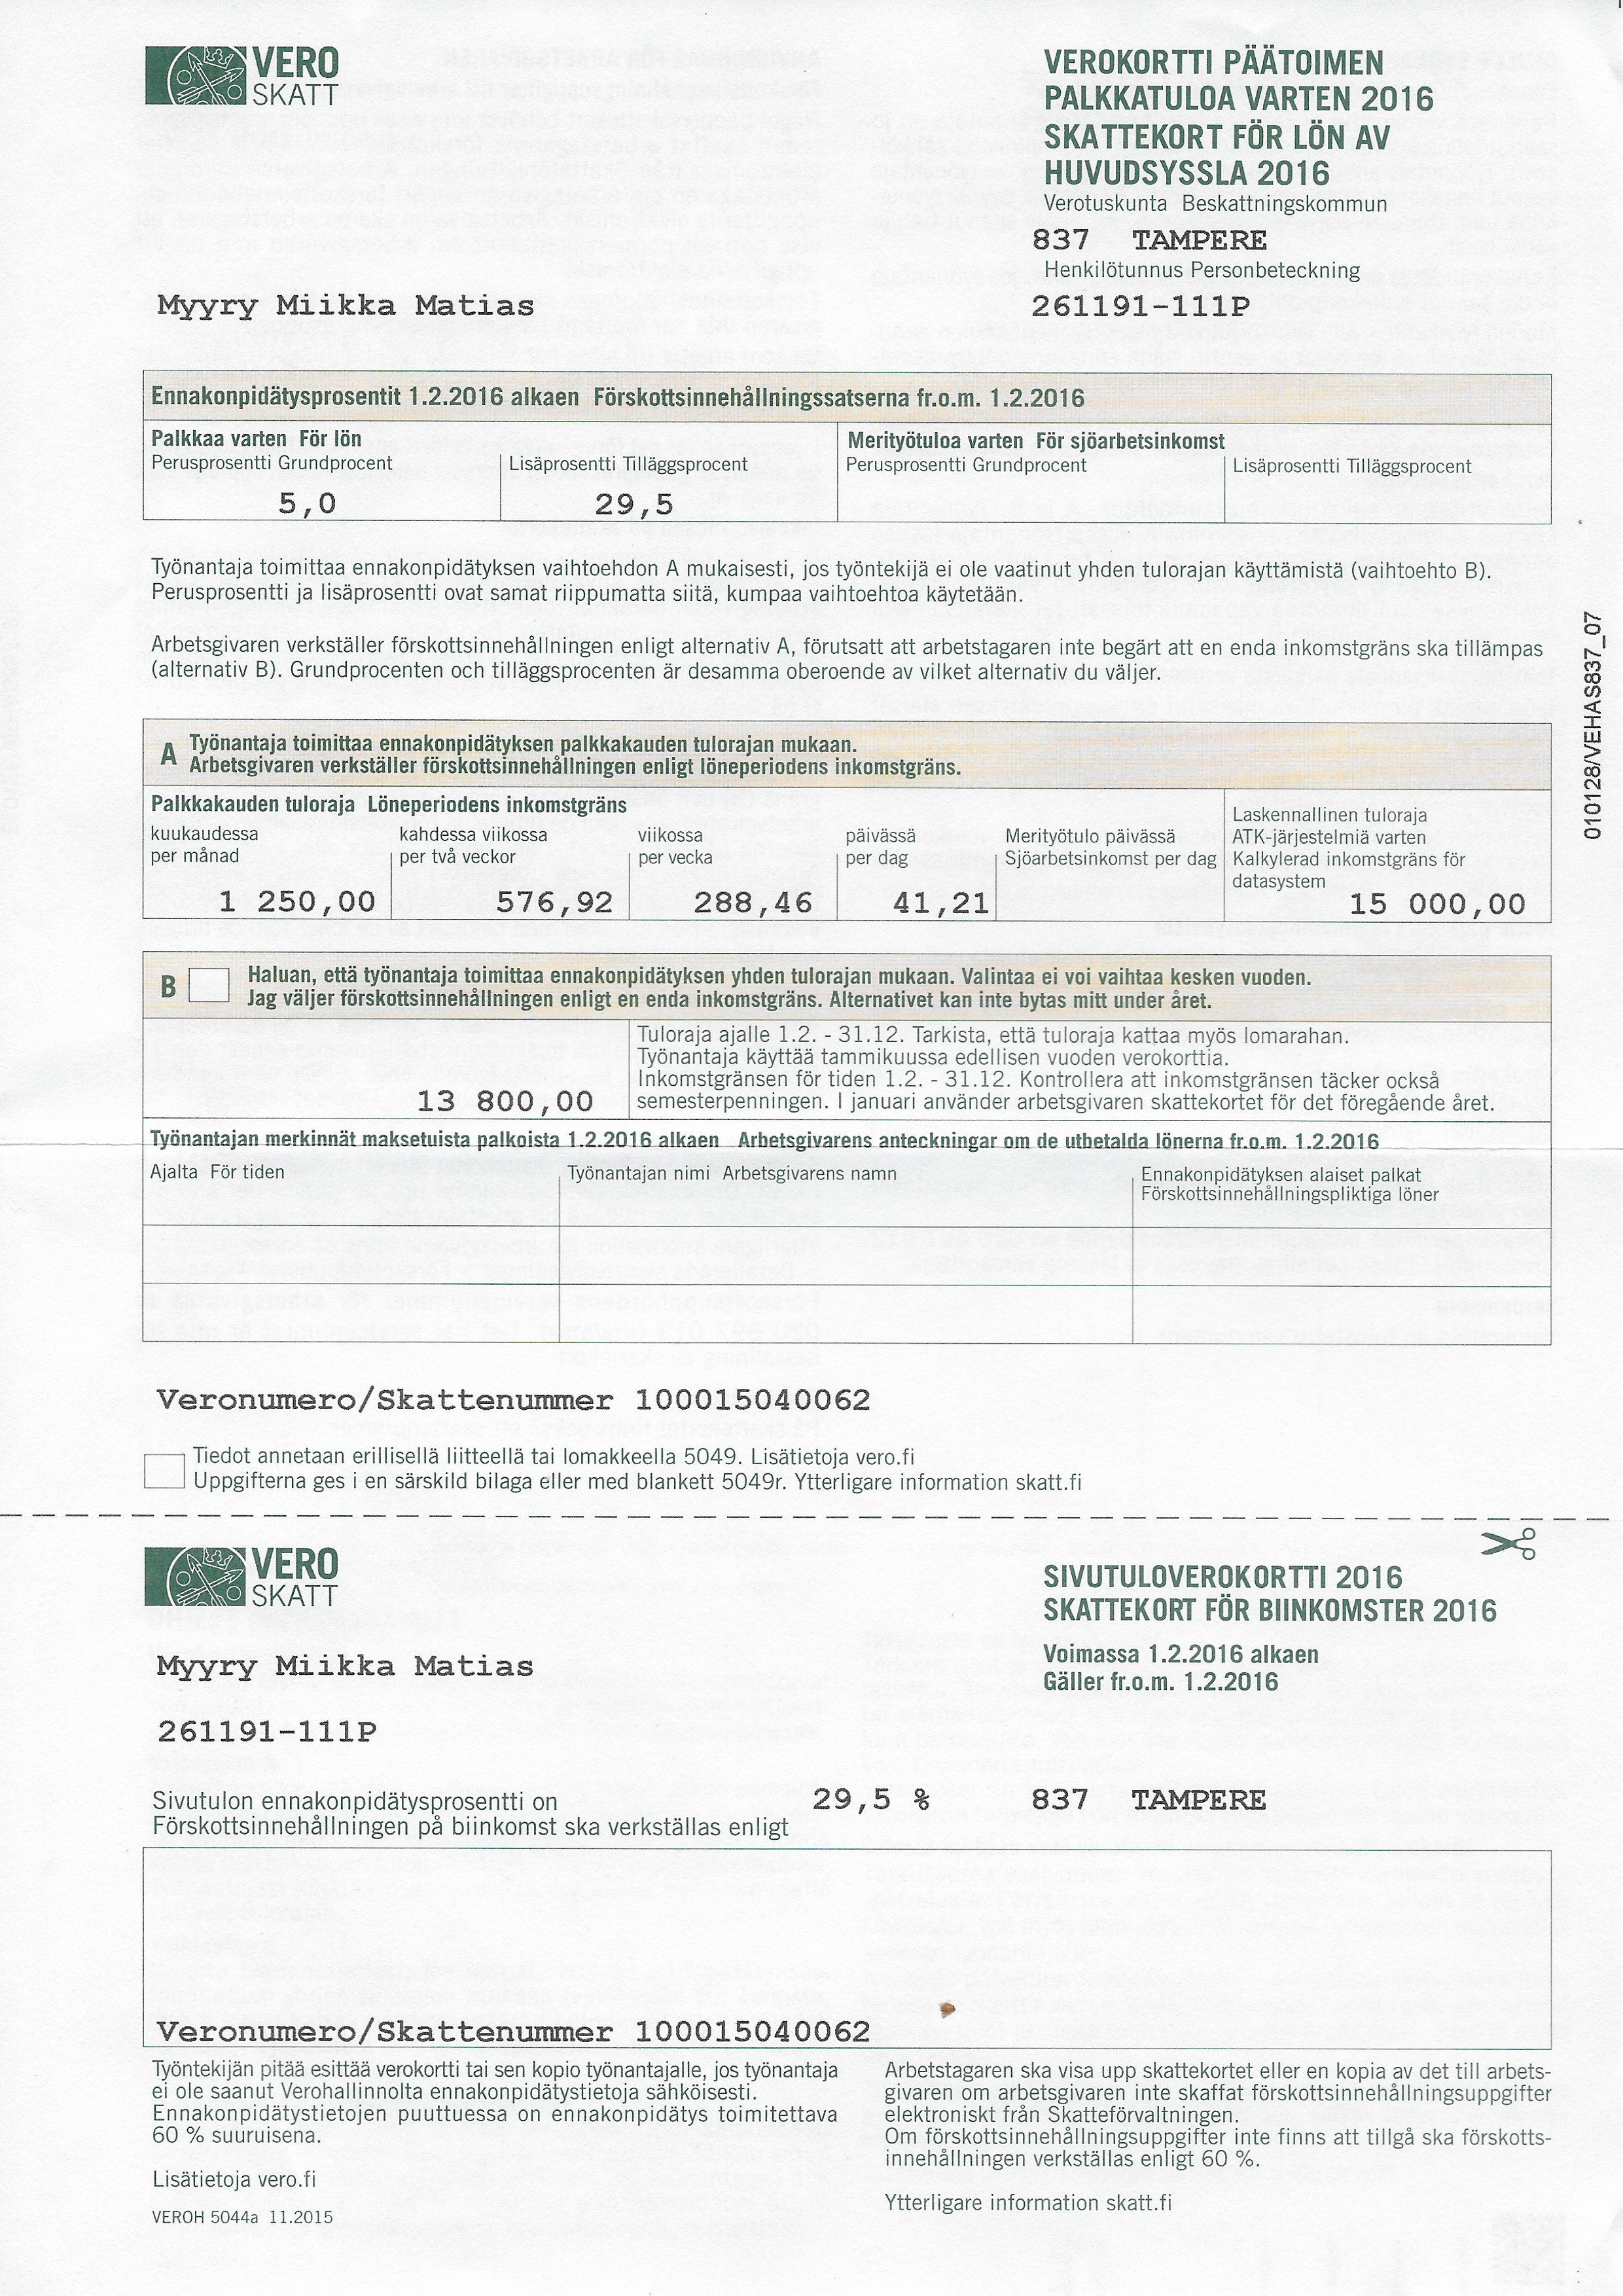 VERO
SKATT
VEROKORTTI PÄÄTOIMEN
PALKKATULOA VARTEN 2016
SKATTEKORT FÖR LÖN AV
HUVUDSYSSLA 2016
Verotuskunta Beskattningskommun
837 TAMPERE
Henkilötunnus Personbeteckning
Myyry Miikka Matias 261191-111P
Ennakonpidätysprosentit 1.2.2016 alkaen Förskottsinnehållningssatserna fr.o.m. 1.2.2016
Palkkaa varten För lön
Perusprosentti Grundprocent
5,0
Lisäprosentti Tilläggsprocent
29,5
Merityötuloa varten För sjöarbetsinkomst
Perusprosentti Grundprocent
Lisäprosentti Tilläggsprocent
Työnantaja toimittaa ennakonpidätyksen vaihtoehdon A mukaisesti, jos työntekijä ei ole vaatinut yhden tulorajan käyttämistä (vaihtoehto B).
Perusprosentti ja lisäprosentti ovat samat riippumatta siitä, kumpaa vaihtoehtoa käytetään.
Arbetsgivaren verkställer förskottsinnehållningen enligt alternativ A, förutsatt att arbetstagaren inte begärt att en enda inkomstgräns ska tillämpas
(alternativ B). Grundprocenten och tilläggsprocenten är desamma oberoende av vilket alternativ du väljer.
010128/VEHAS837_07
A Työnantaja toimittaa ennakonpidätyksen palkkakauden tulorajan mukaan.
Arbetsgivaren verkställer förskottsinnehållningen enligt löneperiodens inkomstgräns.
Palkkakauden tuloraja Löneperiodens inkomstgräns
kuukaudessa
per månad
1 250,00
kahdessa viikossa
per två veckor
576,92
viikossa
per vecka
288,46
päivässä
per dag
41,21
Merityötulo päivässä
Sjöarbetsinkomst per dag
Laskennallinen tuloraja
ATK-järjestelmiä varten
Kalkylerad inkomstgräns för
datasystem
15 000,00
B Haluan, että työnantaja toimittaa ennakonpidätyksen yhden tulorajan mukaan. Valintaa ei voi vaihtaa kesken vuoden.
Jag väljer förskottsinnehållningen enligt en enda inkomstgräns. Alternativet kan inte bytas mitt under året.
13 800,00
Tuloraja ajalle 1.2. - 31.12. Tarkista, että tuloraja kattaa myös lomarahan.
Työnantaja käyttää tammikuussa edellisen vuoden verokorttia.
Inkomstgränsen för tiden 1.2. - 31.12. Kontrollera att inkomstgränsen täcker också
semesterpenningen. I januari använder arbetsgivaren skattekortet för det föregående året.
Työnantajan merkinnät maksetuista palkoista 1.2.2016 alkaen Arbetsgivarens anteckningar om de utbetalda lönerna fr.o.m. 1.2.2016
Ajalta För tiden
Työnantajan nimi Arbetsgivarens namn
Ennakonpidätyksen alaiset palkat
Förskottsinnehållningspliktiga löner
Veronumero/Skattenummer 100015040062
Tiedot annetaan erillisellä liitteellä tai lomakkeella 5049. Lisätietoja vero.fi
Uppgifterna ges i en särskild bilaga eller med blankett 5049r. Ytterligare information skatt.fi
VERO
SKATT
SIVUTULOVEROKORTTI 2016
SKATTEKORT FÖR BIINKOMSTER 2016
Voimassa 1.2.2016 alkaen
Gäller fr.o.m. 1.2.2016
Myyry Miikka Matias
261191-111P
Sivutulon ennakonpidätysprosentti on 29,5 % 837 TAMPERE
Förskottsinnehållningen på biinkomst ska verkställas enligt
Veronumero/Skattenummer 100015040062
Työntekijän pitää esittää verokortti tai sen kopio työnantajalle, jos työnantaja
ei ole saanut Verohallinnolta ennakonpidätystietoja sähköisesti.
Ennakonpidätystietojen puuttuessa on ennakonpidätys toimitettava
60 % suuruisena.
Lisätietoja vero.fi
VEROH 5044a 11.2015
Arbetstagaren ska visa upp skattekortet eller en kopia av det till arbets-
givaren om arbetsgivaren inte skaffat förskottsinnehållningsuppgifter
elektroniskt från Skatteförvaltningen.
Om förskottsinnehållningsuppgifter inte finns att tillgå ska förskotts-
innehållningen verkställas enligt 60 %.
Ytterligare information skatt.fi